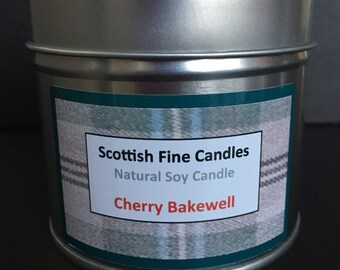 Scottish Fine Candles
Natural Soy Candle
Cherry Bakewell